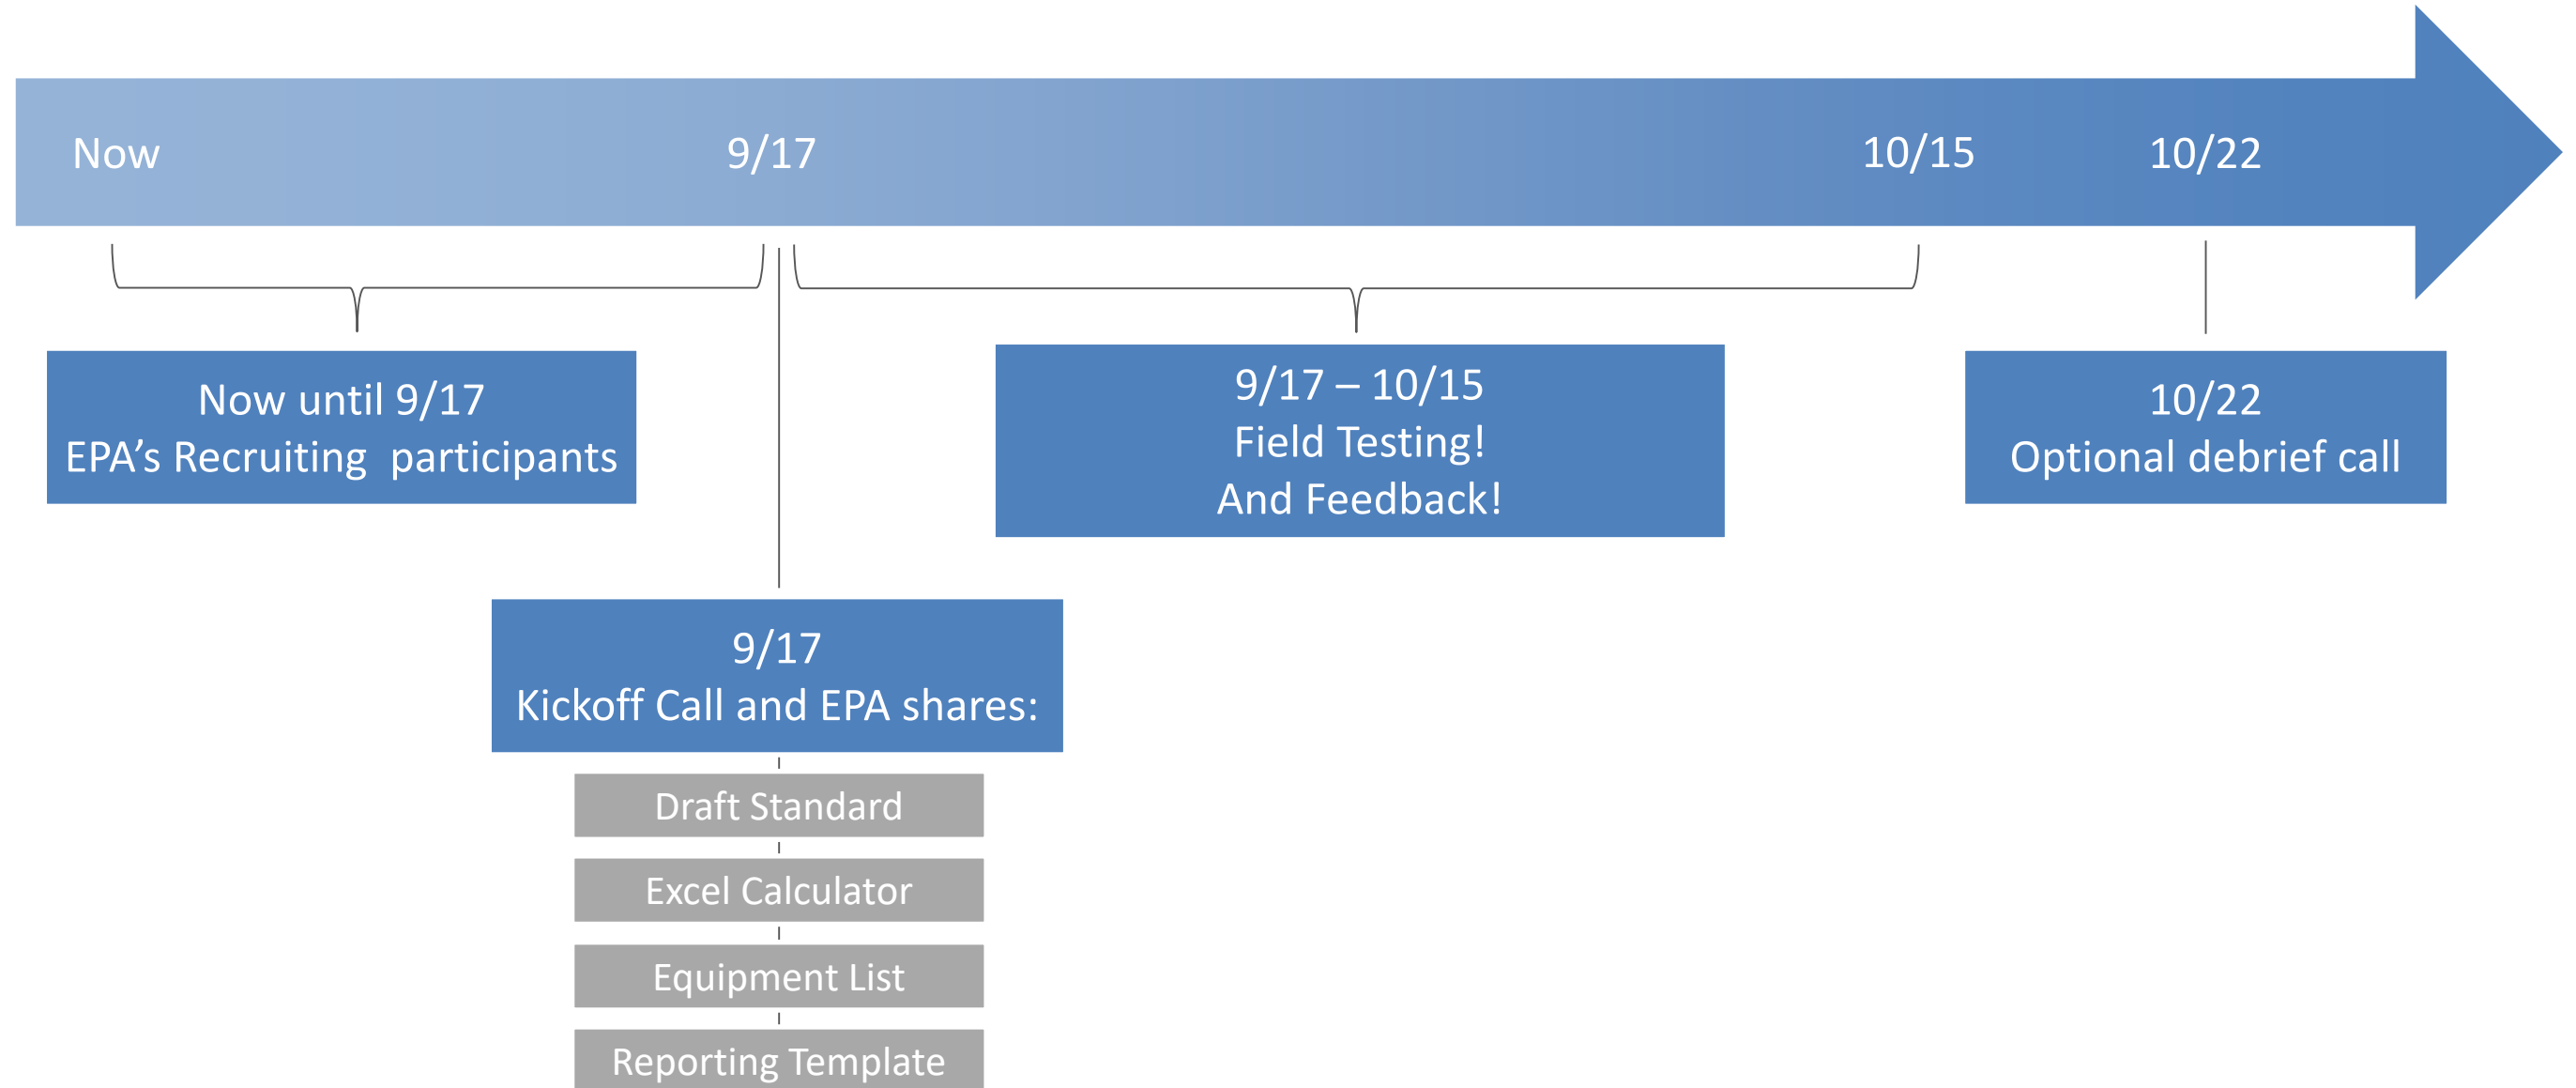 Now
9/17
10/15
10/22
Now until 9/17
EPA’s Recruiting  participants
9/17 – 10/15
Field Testing!
And Feedback!
10/22
Optional debrief call
9/17
Kickoff Call and EPA shares:
Draft Standard
Excel Calculator
Equipment List
Reporting Template